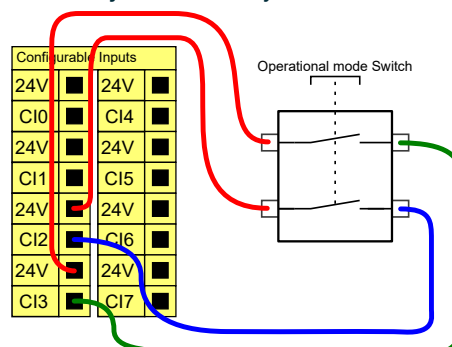 Configurable Inputs
24V 24V
CI0 CI4
24V 24V
CI1 CI5
24V 24V
CI2 CI6
24V 24V
CI3 CI7
Operational mode Switch